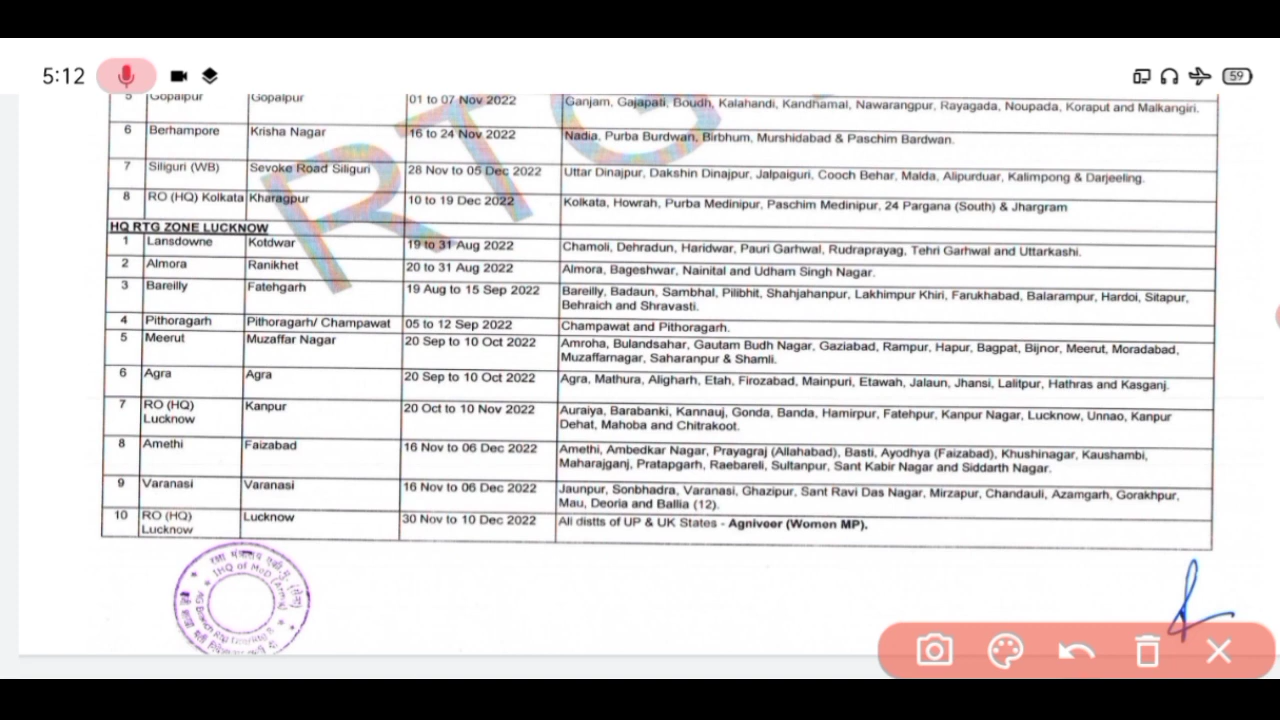 5:12
59
5 Gopalpur Gopalpur 01 to 07 Nov 2022 Ganjam, Gajapati, Boudh, Kalahandi, Kandhamal, Nawarangpur, Rayagada, Noupada, Koraput and Malkangiri.
6 Berhampore Krisha Nagar 16 to 24 Nov 2022 Nadia, Purba Burdwan, Birbhum, Murshidabad & Paschim Bardwan.
7 Siliguri (WB) Sevoke Road Siliguri 28 Nov to 05 Dec 2022 Uttar Dinajpur, Dakshin Dinajpur, Jalpaiguri, Cooch Behar, Malda, Alipurduar, Kalimpong & Darjeeling.
8 RO (HQ) Kolkata Kharagpur 10 to 19 Dec 2022 Kolkata, Howrah, Purba Medinipur, Paschim Medinipur, 24 Pargana (South) & Jhargram
HQ RTG ZONE LUCKNOW
1 Lansdowne Kotdwar 19 to 31 Aug 2022 Chamoli, Dehradun, Haridwar, Pauri Garhwal, Rudraprayag, Tehri Garhwal and Uttarkashi.
2 Almora Ranikhet 20 to 31 Aug 2022 Almora, Bageshwar, Nainital and Udham Singh Nagar.
3 Bareilly Fatehgarh 19 Aug to 15 Sep 2022 Bareilly, Badaun, Sambhal, Pilibhit, Shahjahanpur, Lakhimpur Khiri, Farukhabad, Balarampur, Hardoi, Sitapur,
Behraich and Shravasti.
4 Pithoragarh Pithoragarh/ Champawat 05 to 12 Sep 2022 Champawat and Pithoragarh.
5 Meerut Muzaffar Nagar 20 Sep to 10 Oct 2022 Amroha, Bulandsahar, Gautam Budh Nagar, Gaziabad, Rampur, Hapur, Bagpat, Bijnor, Meerut, Moradabad,
Muzaffarnagar, Saharanpur & Shamli.
6 Agra Agra 20 Sep to 10 Oct 2022 Agra, Mathura, Aligharh, Etah, Firozabad, Mainpuri, Etawah, Jalaun, Jhansi, Lalitpur, Hathras and Kasganj.
7 RO (HQ) Kanpur 20 Oct to 10 Nov 2022 Auraiya, Barabanki, Kannauj, Gonda, Banda, Hamirpur, Fatehpur, Kanpur Nagar, Lucknow, Unnao, Kanpur
Lucknow Dehat, Mahoba and Chitrakoot.
8 Amethi Faizabad 16 Nov to 06 Dec 2022 Amethi, Ambedkar Nagar, Prayagraj (Allahabad), Basti, Ayodhya (Faizabad), Khushinagar, Kaushambi,
Maharajganj, Pratapgarh, Raebareli, Sultanpur, Sant Kabir Nagar and Siddarth Nagar.
9 Varanasi Varanasi 16 Nov to 06 Dec 2022 Jaunpur, Sonbhadra, Varanasi, Ghazipur, Sant Ravi Das Nagar, Mirzapur, Chandauli, Azamgarh, Gorakhpur,
Mau, Deoria and Ballia (12).
10 RO (HQ) Lucknow 30 Nov to 10 Dec 2022 All distts of UP & UK States - Agniveer (Women MP).
Lucknow
RTG
IHQ of MoD (Army)